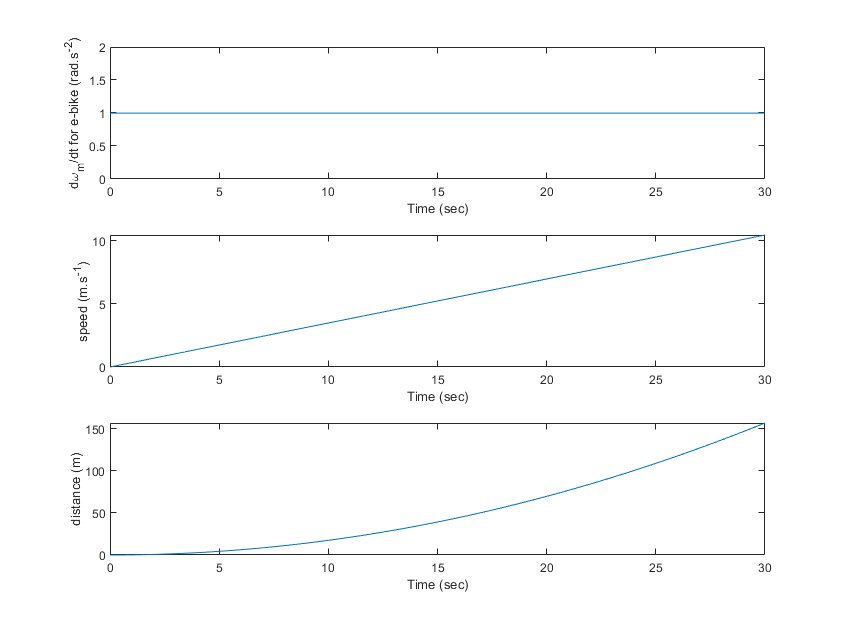 dω'm/dt for e-bike (rad.s-2)
2
1.5
1
0.5
0
0 5 10 15 20 25 30
Time (sec)
speed (m.s-1)
10
5
0
0 5 10 15 20 25 30
Time (sec)
distance (m)
150
100
50
0
0 5 10 15 20 25 30
Time (sec)